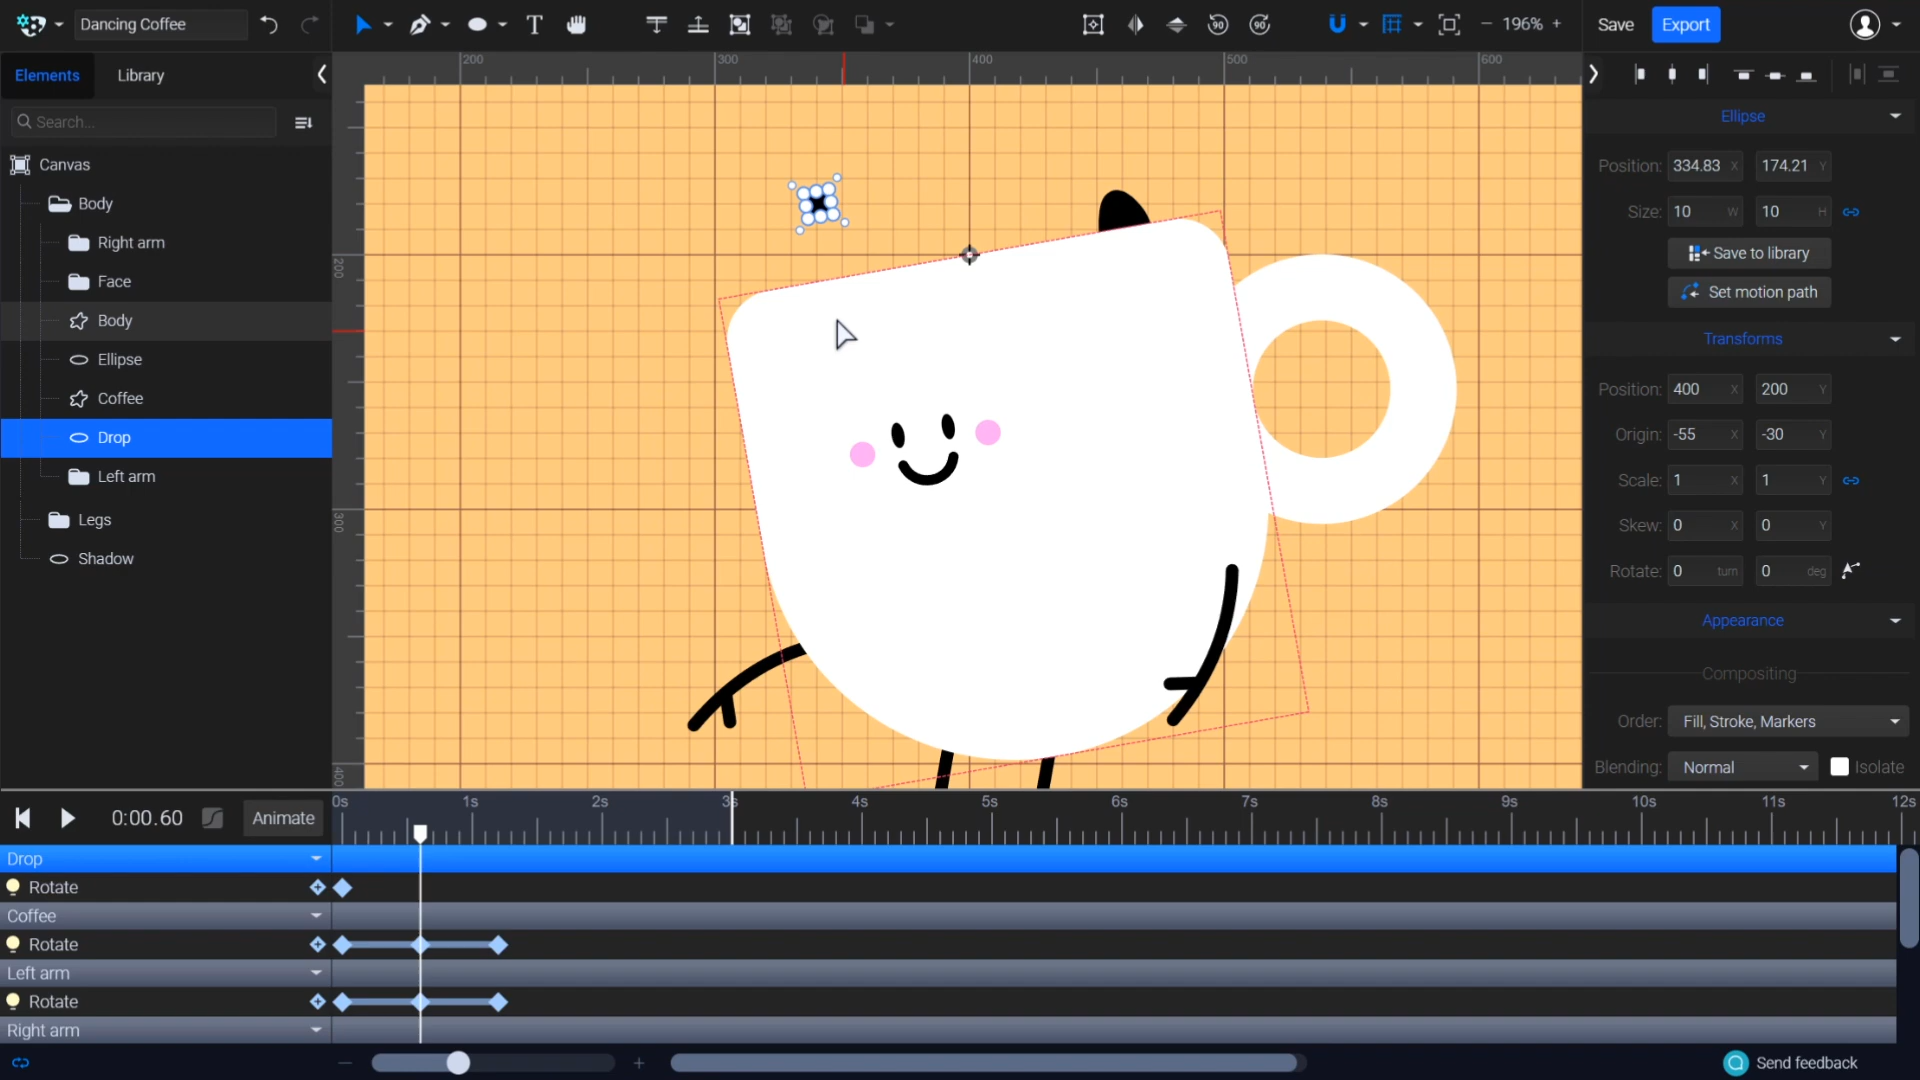 Dancing Coffee
196%
Save
Export
Elements
Library
Search...
Canvas
Body
Right arm
Face
Body
Ellipse
Coffee
Drop
Left arm
Legs
Shadow
200
300
400
500
600
200
300
400
Ellipse
Position: 334.83 X 174.21 Y
Size: 10 W 10 H
Save to library
Set motion path
Transforms
Position: 400 X 200 Y
Origin: -55 X -30 Y
Scale: 1 X 1 Y
Skew: 0 X 0 Y
Rotate: 0 turn 0 deg
Appearance
Compositing
Order: Fill, Stroke, Markers
Blending: Normal Isolate
0:00.60
Animate
0s 1s 2s 3s 4s 5s 6s 7s 8s 9s 10s 11s 12s
Drop
Rotate
Coffee
Rotate
Left arm
Rotate
Right arm
Send feedback